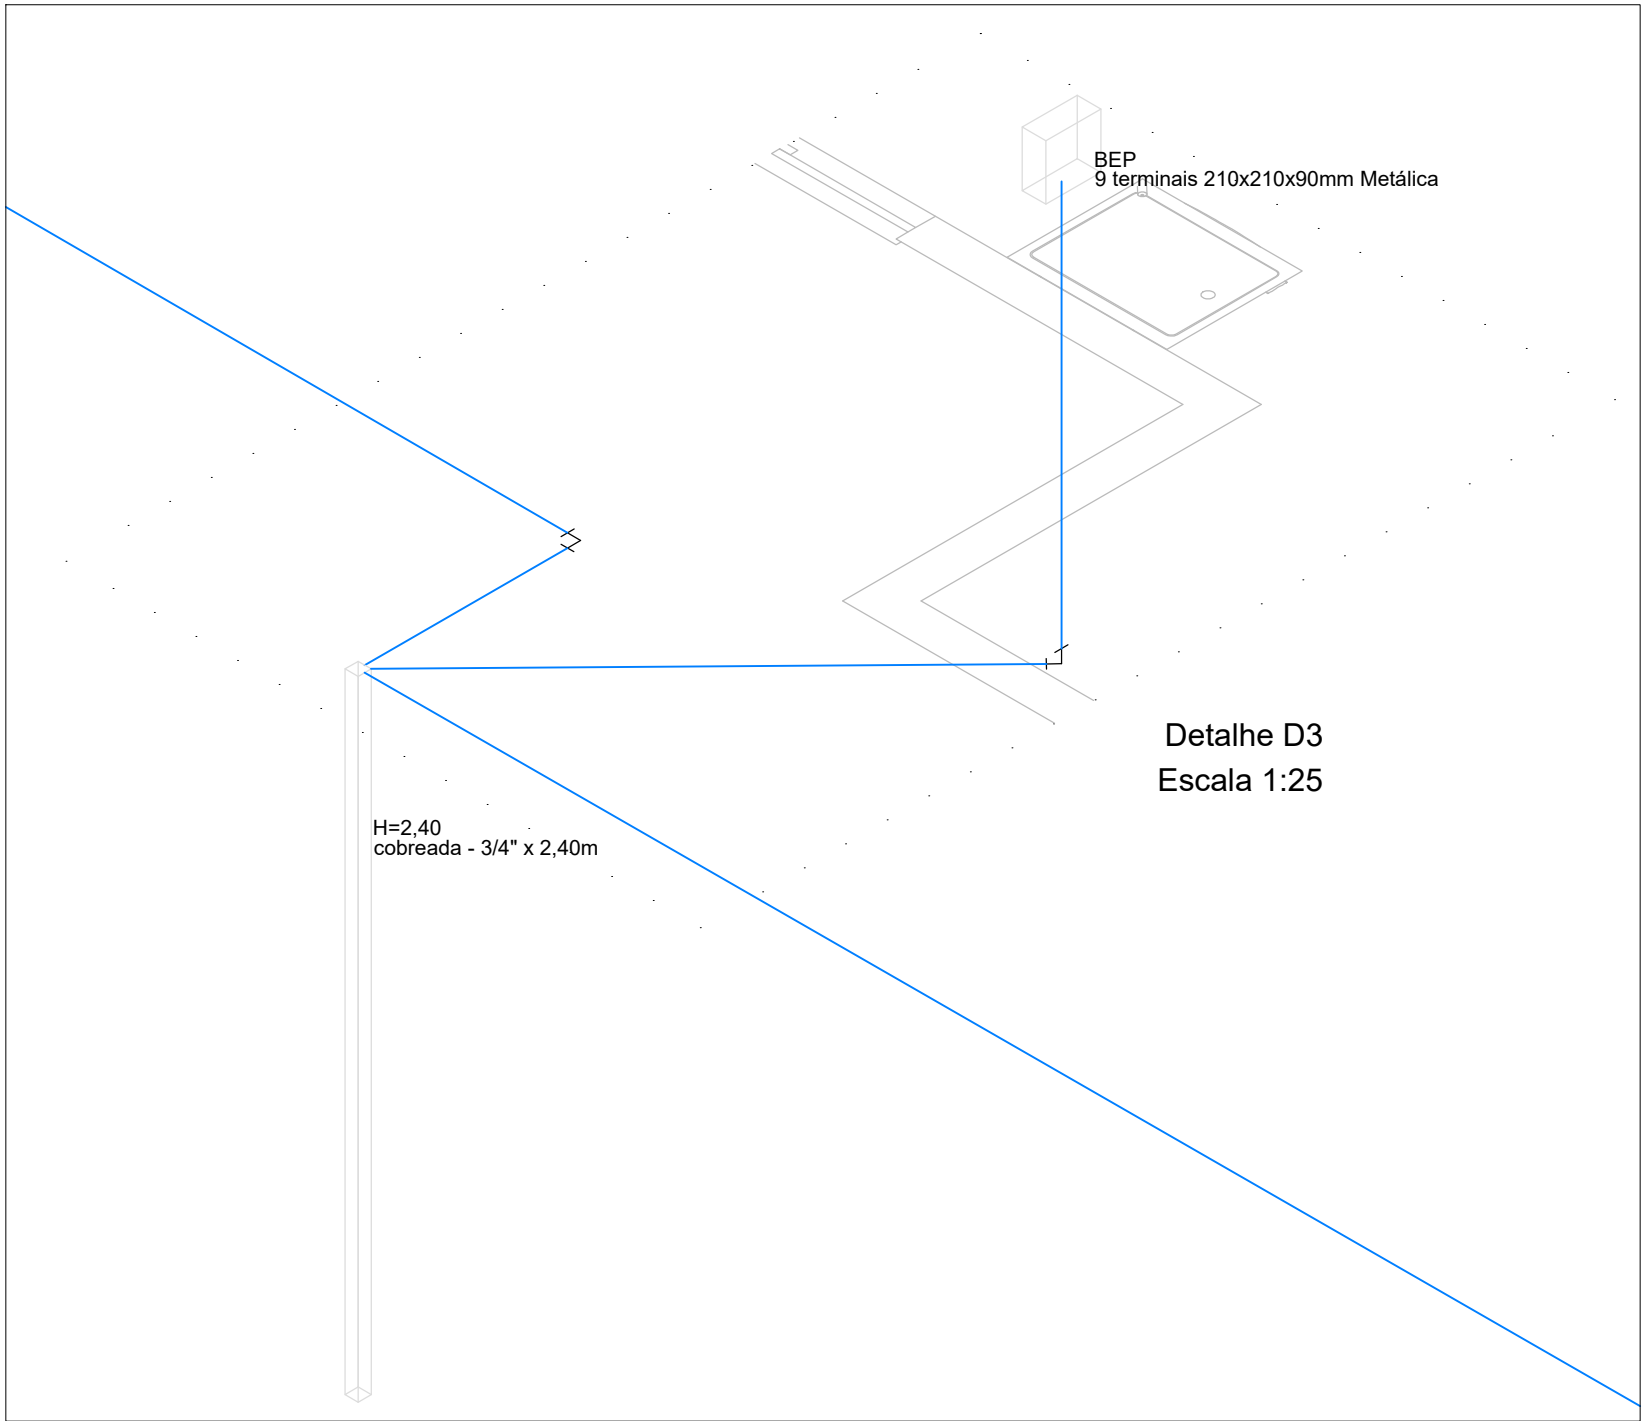 BEP
9 terminais 210x210x90mm Metálica
Detalhe D3
Escala 1:25
H=2,40
cobreada - 3/4" x 2,40m